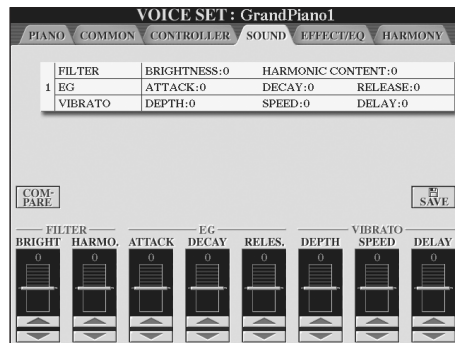 VOICE SET : GrandPiano1
PIANO COMMON CONTROLLER SOUND EFFECT/EQ HARMONY
FILTER BRIGHTNESS:0 HARMONIC CONTENT:0
1 EG ATTACK:0 DECAY:0 RELEASE:0
VIBRATO DEPTH:0 SPEED:0 DELAY:0
COM-
PARE
SAVE
FILTER EG VIBRATO
BRIGHT HARMO. ATTACK DECAY RELES. DEPTH SPEED DELAY
0 0 0 0 0 0 0 0